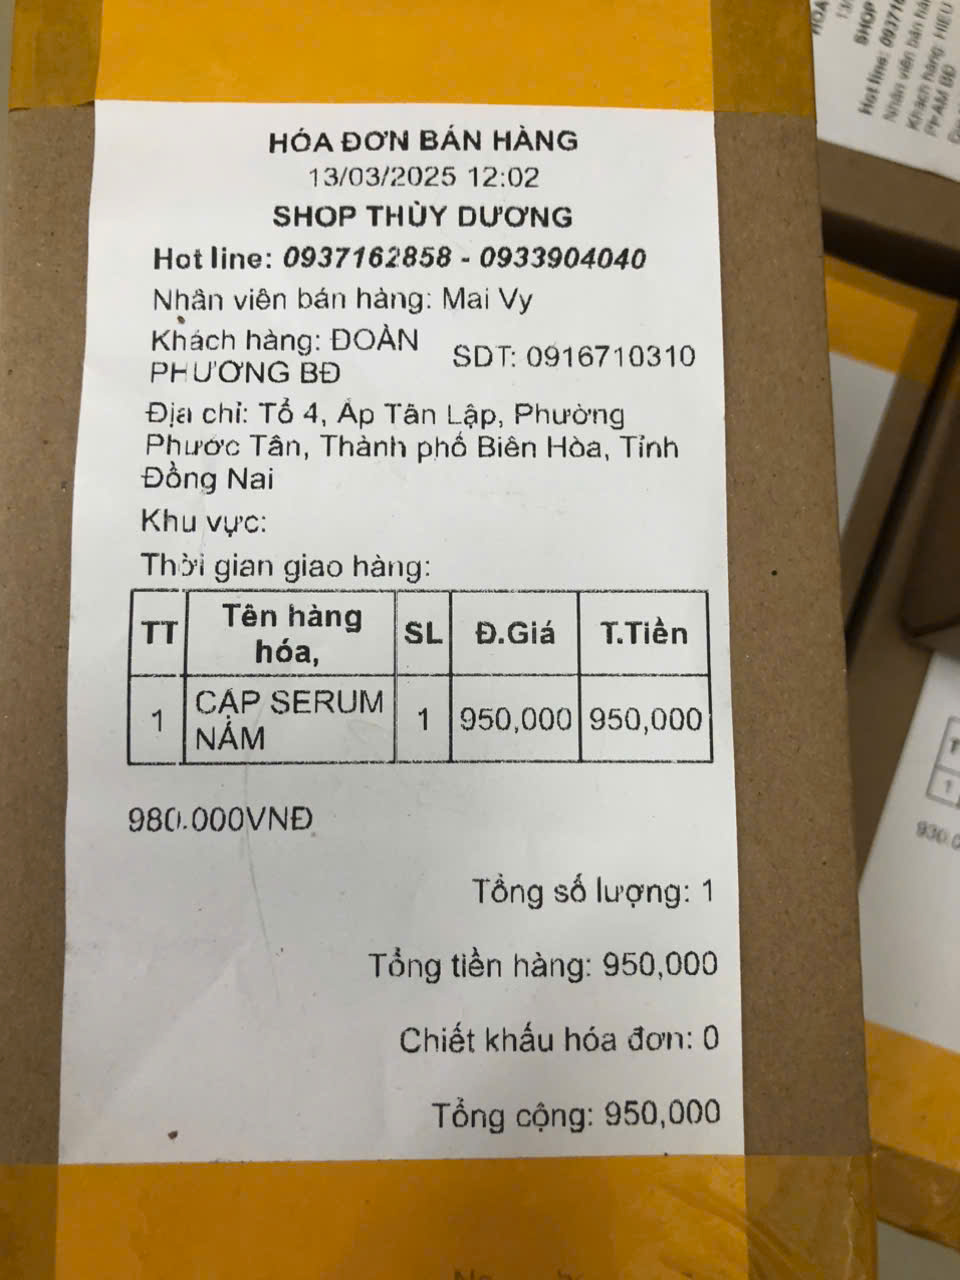 HÓA ĐƠN BÁN HÀNG
13/03/2025 12:02
SHOP THÙY DƯƠNG
Hot line: 0937162858 - 0933904040
Nhân viên bán hàng: Mai Vy
Khách hàng: ĐOÀN
PHƯƠNG BĐ
SDT: 0916710310
Địa chỉ: Tổ 4, Ấp Tân Lập, Phường
Phước Tân, Thành phố Biên Hòa, Tỉnh
Đồng Nai
Khu vực:
Thời gian giao hàng:
TT Tên hàng hóa, SL Đ.Giá T.Tiền
1 CẶP SERUM NÁM 1 950,000 950,000
980.000VNĐ
Tổng số lượng: 1
Tổng tiền hàng: 950,000
Chiết khấu hóa đơn: 0
Tổng cộng: 950,000
SHOP
Hot line: 09371
Nhân viên bán
Khách hàng: HIẾU
PHẠM BĐ
1